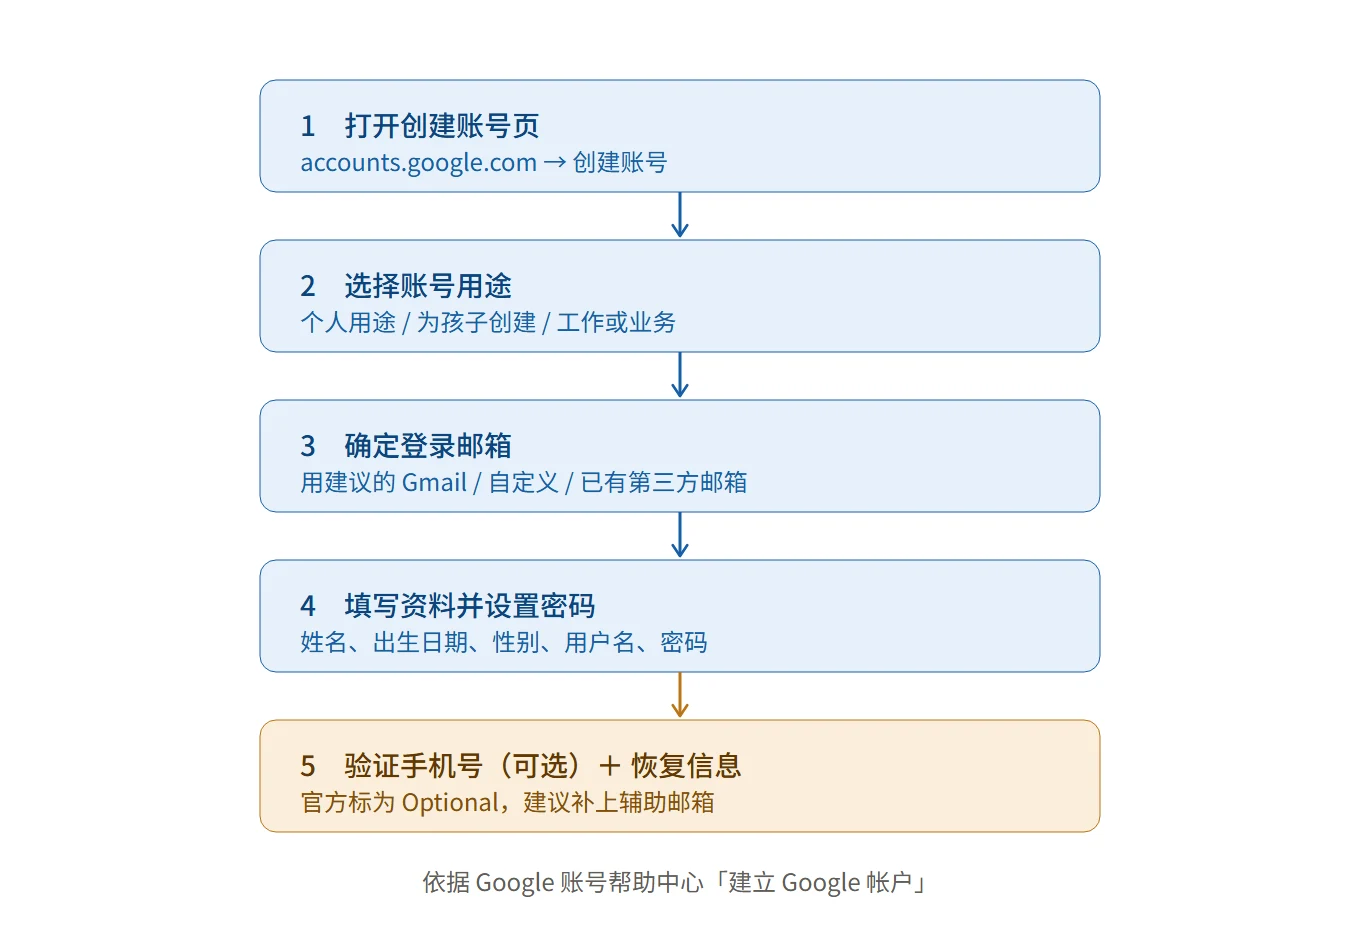 1 打开创建账号页
accounts.google.com → 创建账号
2 选择账号用途
个人用途 / 为孩子创建 / 工作或业务
3 确定登录邮箱
用建议的 Gmail / 自定义 / 已有第三方邮箱
4 填写资料并设置密码
姓名、出生日期、性别、用户名、密码
5 验证手机号（可选）＋ 恢复信息
官方标为 Optional，建议补上辅助邮箱
依据 Google 账号帮助中心「建立 Google 帐户」